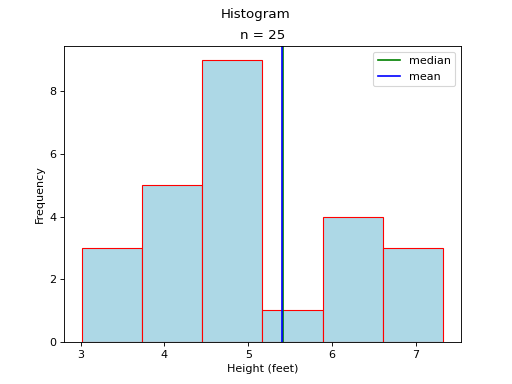 Histogram
n = 25
median
mean
Frequency
8
6
4
2
0
3 4 5 6 7
Height (feet)